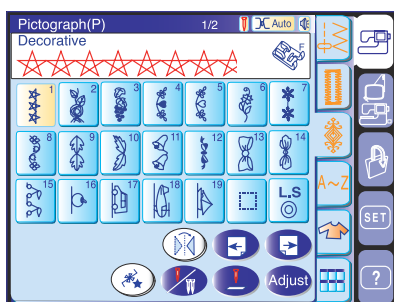 Pictograph(P) 1/2 Auto
Decorative
F
1 2 3 4 5 6 7
8 9 10 11 12 13 14
15 16 17 18 19 L.S
A~Z
SET
Adjust
?